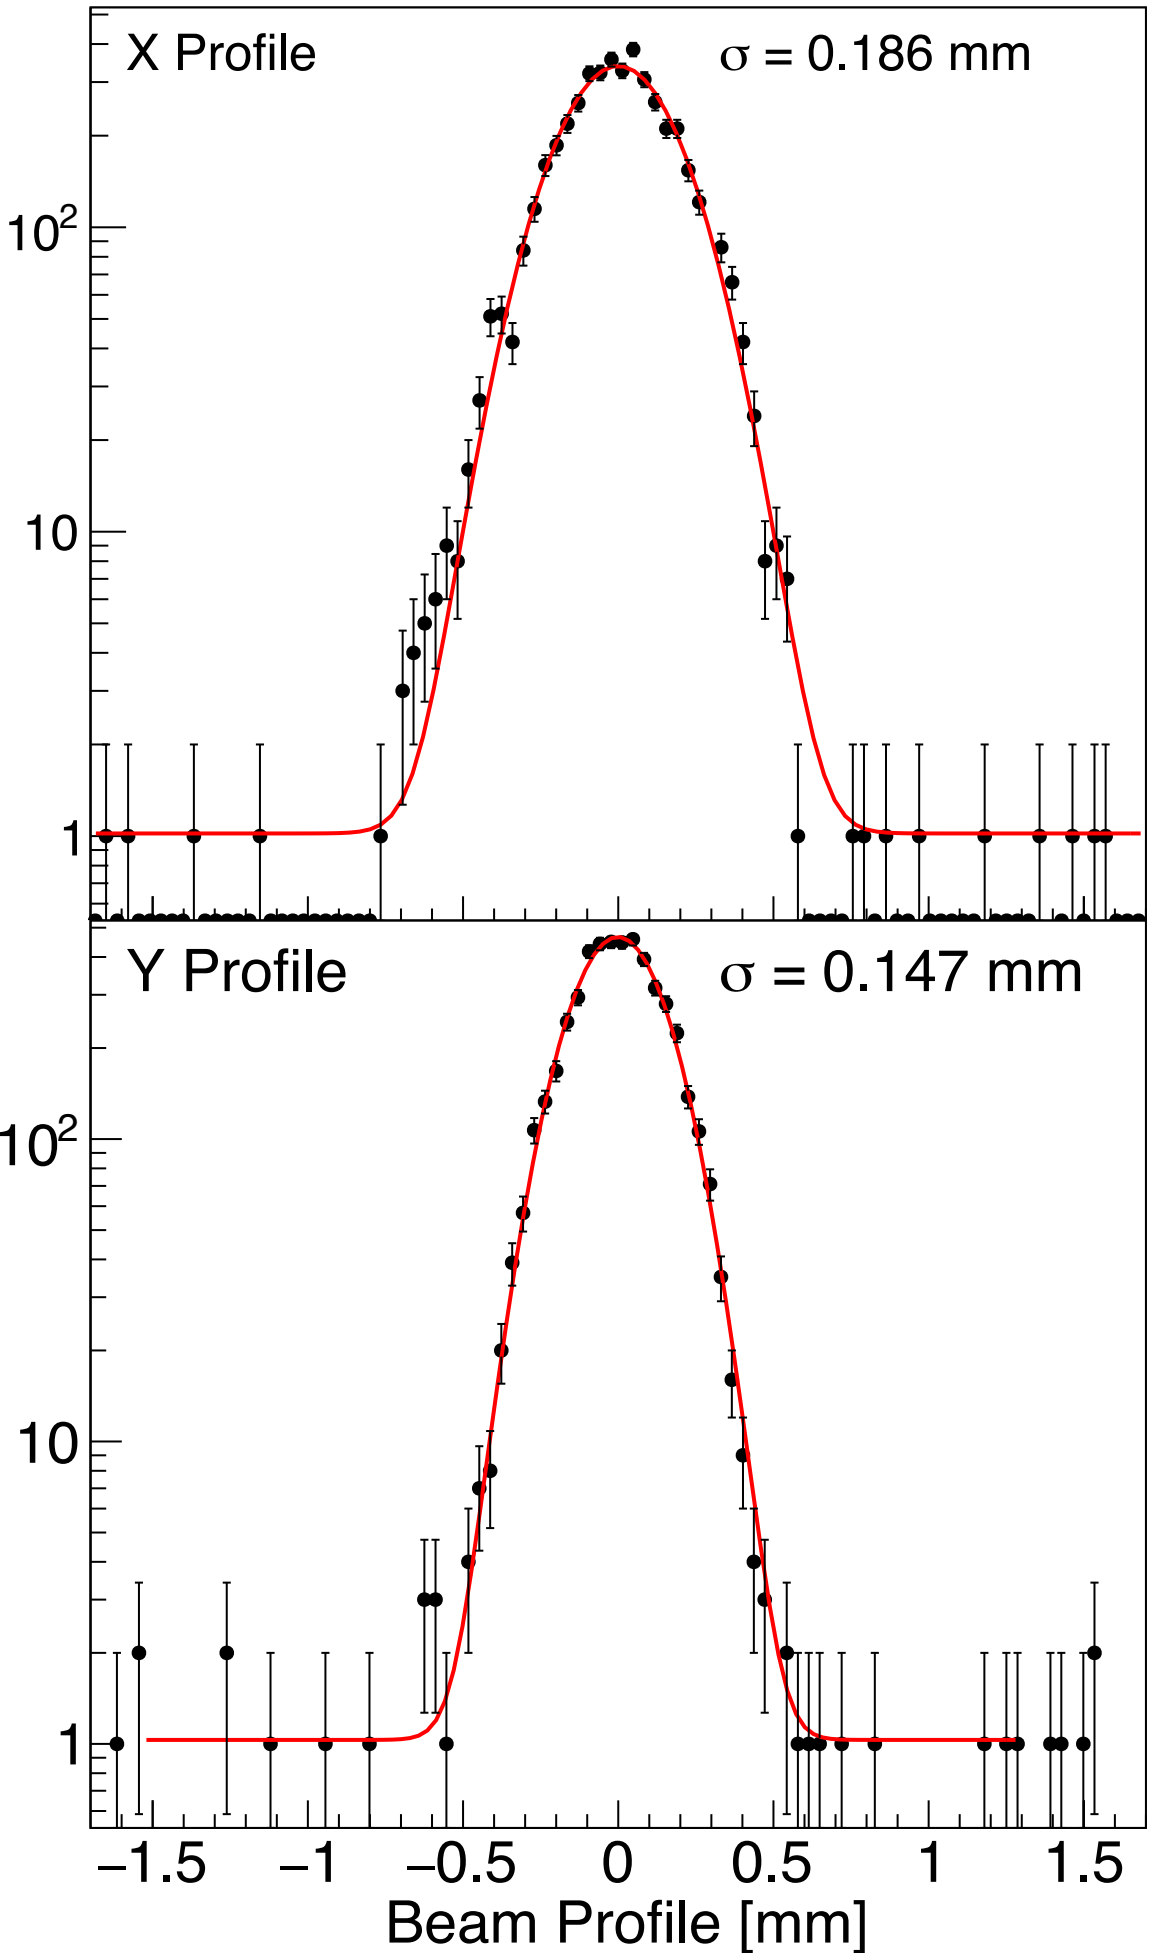 X Profile
σ = 0.186 mm
10²
10
1
Y Profile
σ = 0.147 mm
10²
10
1
−1.5 −1 −0.5 0 0.5 1 1.5
Beam Profile [mm]